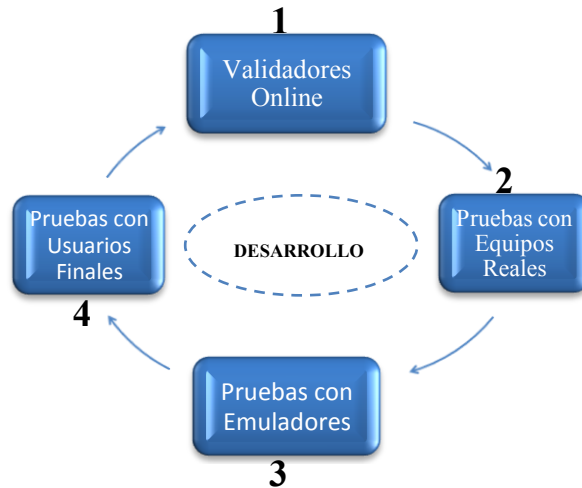 1
Validadores
Online
2
Pruebas con
Equipos
Reales
3
Pruebas con
Emuladores
4
Pruebas con
Usuarios
Finales
DESARROLLO